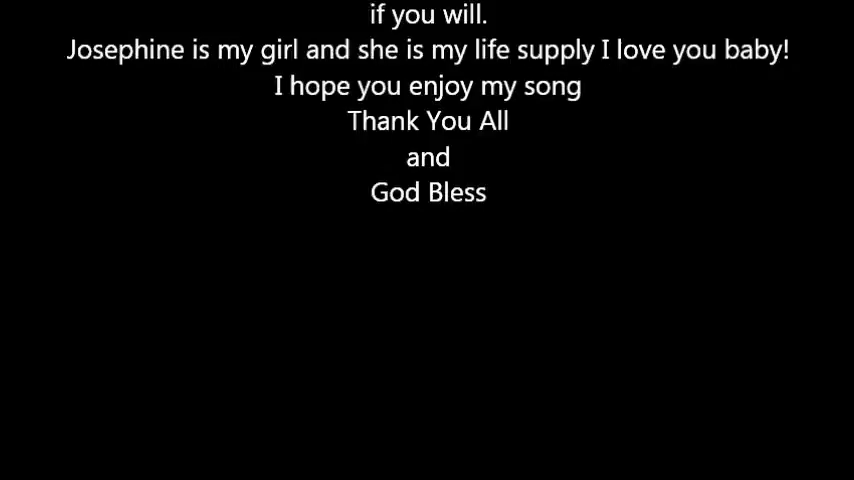 if you will.
Josephine is my girl and she is my life supply I love you baby!
I hope you enjoy my song
Thank You All
and
God Bless